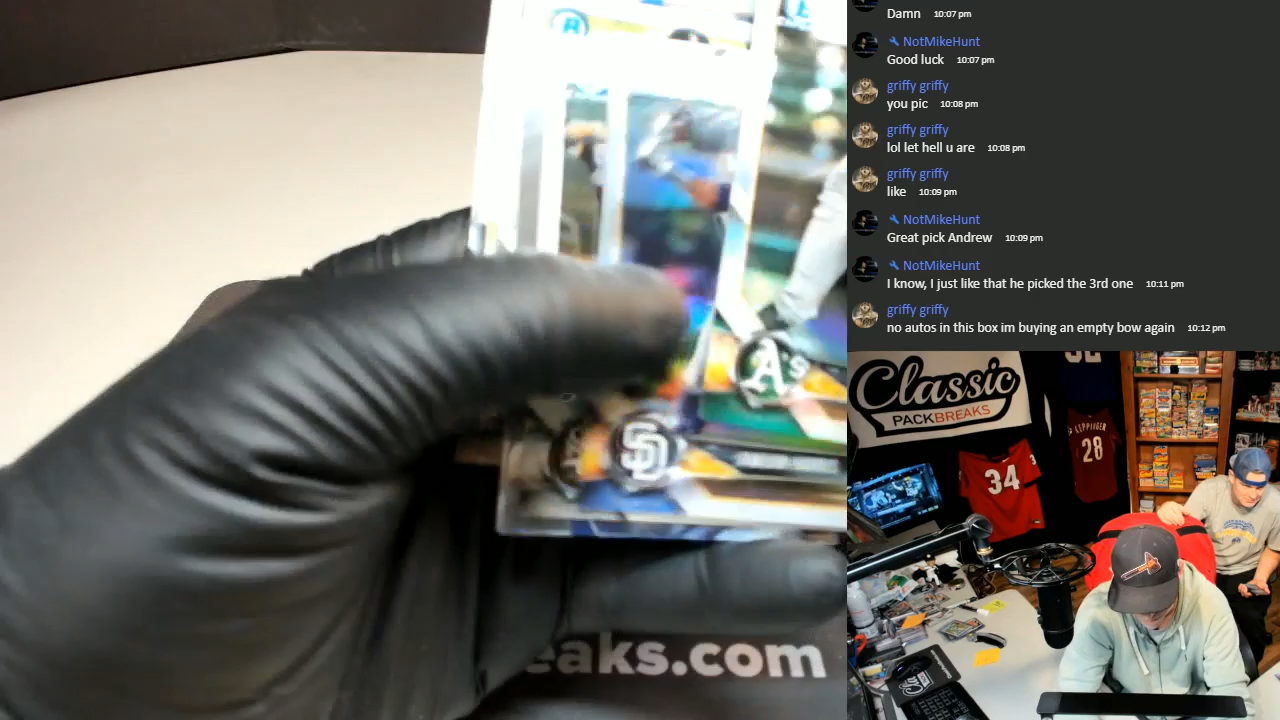 Damn 10:07 pm
NotMikeHunt
Good luck 10:07 pm
griffy griffy
you pic 10:08 pm
griffy griffy
lol let hell u are 10:08 pm
griffy griffy
like 10:09 pm
NotMikeHunt
Great pick Andrew 10:09 pm
NotMikeHunt
I know, I just like that he picked the 3rd one 10:11 pm
griffy griffy
no autos in this box im buying an empty bow again 10:12 pm
B
A's
SD
eaks.com
Classic
PACKBREAKS
34
LEPPINGER
28